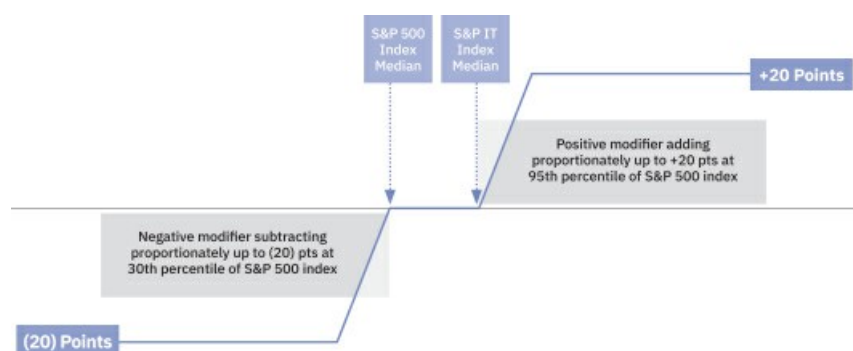 S&P 500
Index
Median
S&P IT
Index
Median
+20 Points
Positive modifier adding
proportionately up to +20 pts at
95th percentile of S&P 500 index
Negative modifier subtracting
proportionately up to (20) pts at
30th percentile of S&P 500 index
(20) Points